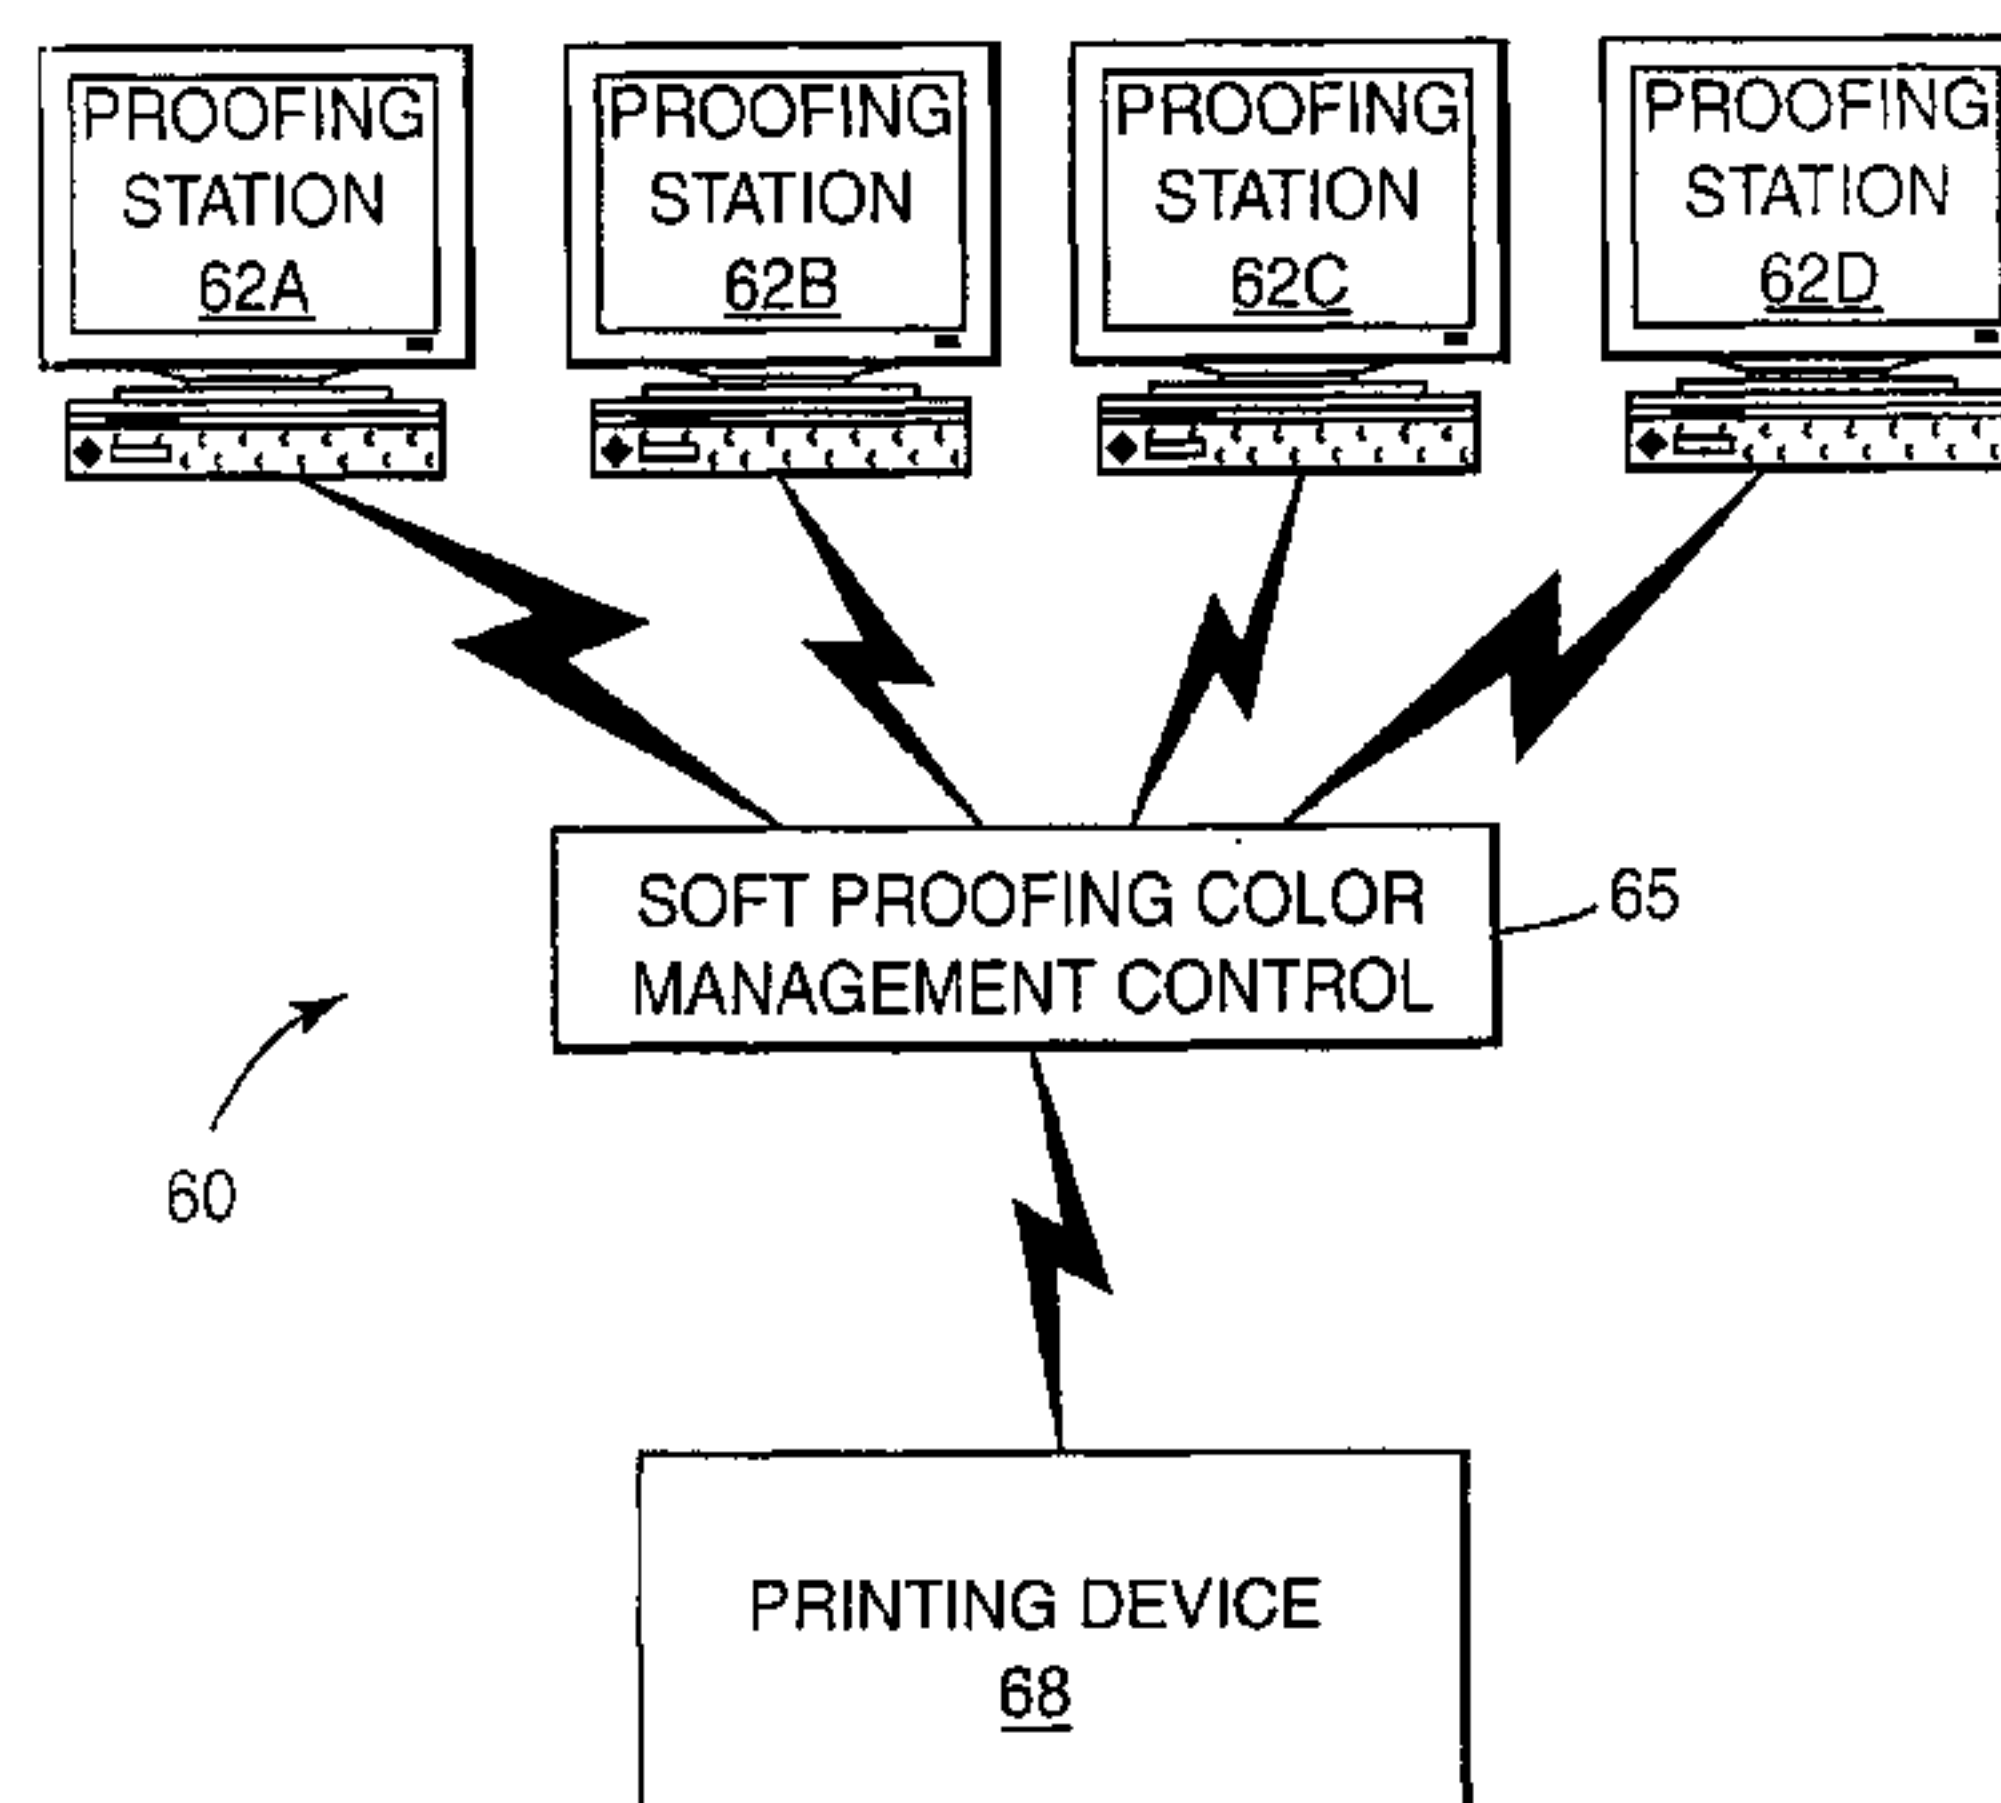 PROOFING
STATION
62A
PROOFING
STATION
62B
PROOFING
STATION
62C
PROOFING
STATION
62D
SOFT PROOFING COLOR
MANAGEMENT CONTROL
65
60
PRINTING DEVICE
68